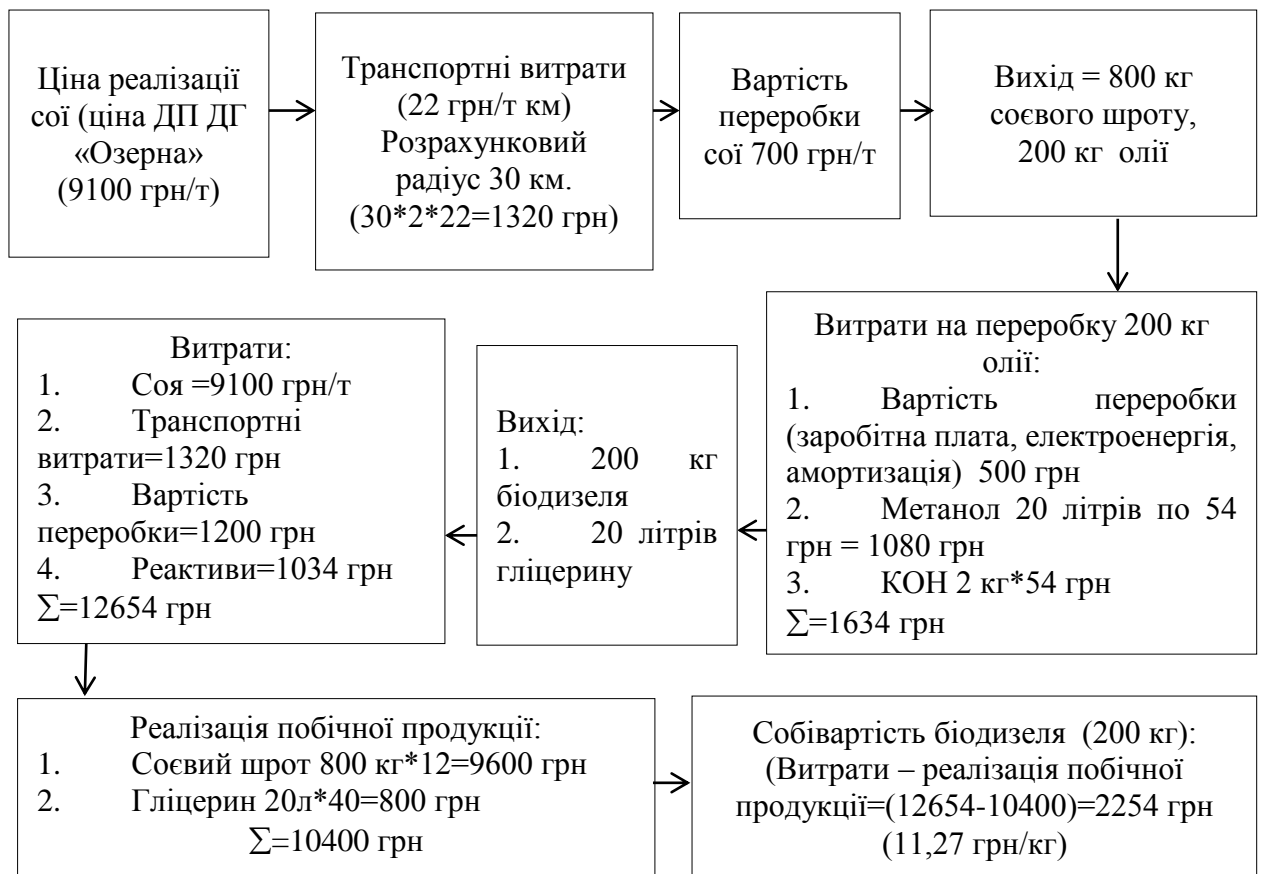 Ціна реалізації
сої (ціна ДП ДГ
«Озерна»
(9100 грн/т)
Транспортні витрати
(22 грн/т км)
Розрахунковий
радіус 30 км.
(30*2*22=1320 грн)
Вартість
переробки
сої 700 грн/т
Вихід = 800 кг
соєвого шроту,
200 кг олії
Витрати на переробку 200 кг
олії:
1. Вартість переробки
(заробітна плата, електроенергія,
амортизація) 500 грн
2. Метанол 20 літрів по 54
грн = 1080 грн
3. КОН 2 кг*54 грн
∑=1634 грн
Вихід:
1. 200 кг
біодизеля
2. 20 літрів
гліцерину
Витрати:
1. Соя =9100 грн/т
2. Транспортні
витрати=1320 грн
3. Вартість
переробки=1200 грн
4. Реактиви=1034 грн
∑=12654 грн
Реалізація побічної продукції:
1. Соєвий шрот 800 кг*12=9600 грн
2. Гліцерин 20л*40=800 грн
∑=10400 грн
Собівартість біодизеля (200 кг):
(Витрати – реалізація побічної
продукції=(12654-10400)=2254 грн
(11,27 грн/кг)